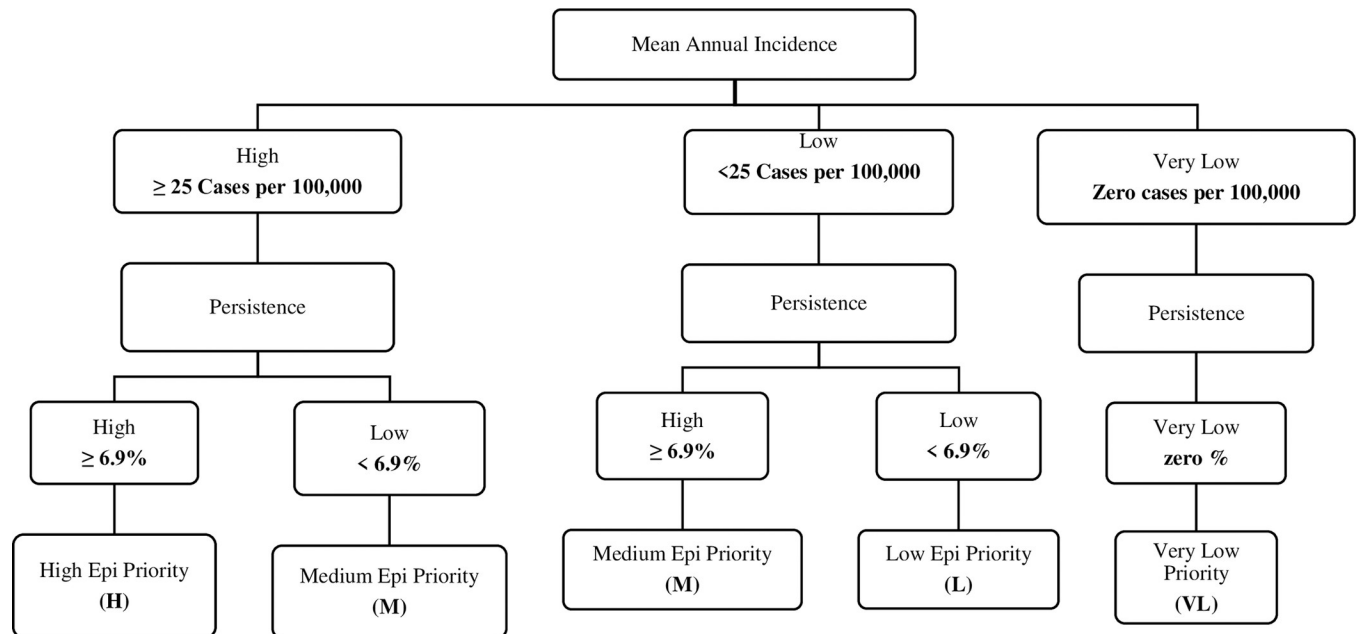 Mean Annual Incidence
High
≥ 25 Cases per 100,000
Low
<25 Cases per 100,000
Very Low
Zero cases per 100,000
Persistence
Persistence
Persistence
High
≥ 6.9%
Low
< 6.9%
High
≥ 6.9%
Low
< 6.9%
Very Low
zero %
High Epi Priority
(H)
Medium Epi Priority
(M)
Medium Epi Priority
(M)
Low Epi Priority
(L)
Very Low
Priority
(VL)